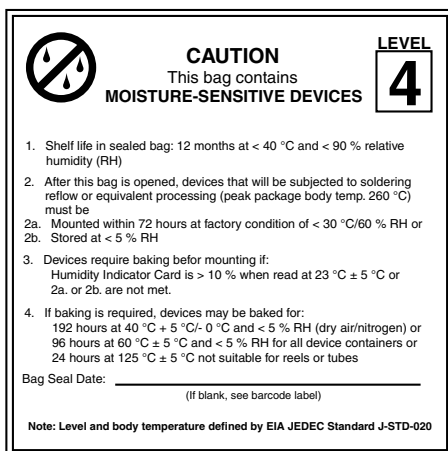 LEVEL
4
CAUTION
This bag contains
MOISTURE-SENSITIVE DEVICES
1. Shelf life in sealed bag: 12 months at < 40 °C and < 90 % relative
humidity (RH)
2. After this bag is opened, devices that will be subjected to soldering
reflow or equivalent processing (peak package body temp. 260 °C)
must be
2a. Mounted within 72 hours at factory condition of < 30 °C/60 % RH or
2b. Stored at < 5 % RH
3. Devices require baking befor mounting if:
Humidity Indicator Card is > 10 % when read at 23 °C ± 5 °C or
2a. or 2b. are not met.
4. If baking is required, devices may be baked for:
192 hours at 40 °C + 5 °C/- 0 °C and < 5 % RH (dry air/nitrogen) or
96 hours at 60 °C ± 5 °C and < 5 % RH for all device containers or
24 hours at 125 °C ± 5 °C not suitable for reels or tubes
Bag Seal Date:
(If blank, see barcode label)
Note: Level and body temperature defined by EIA JEDEC Standard J-STD-020